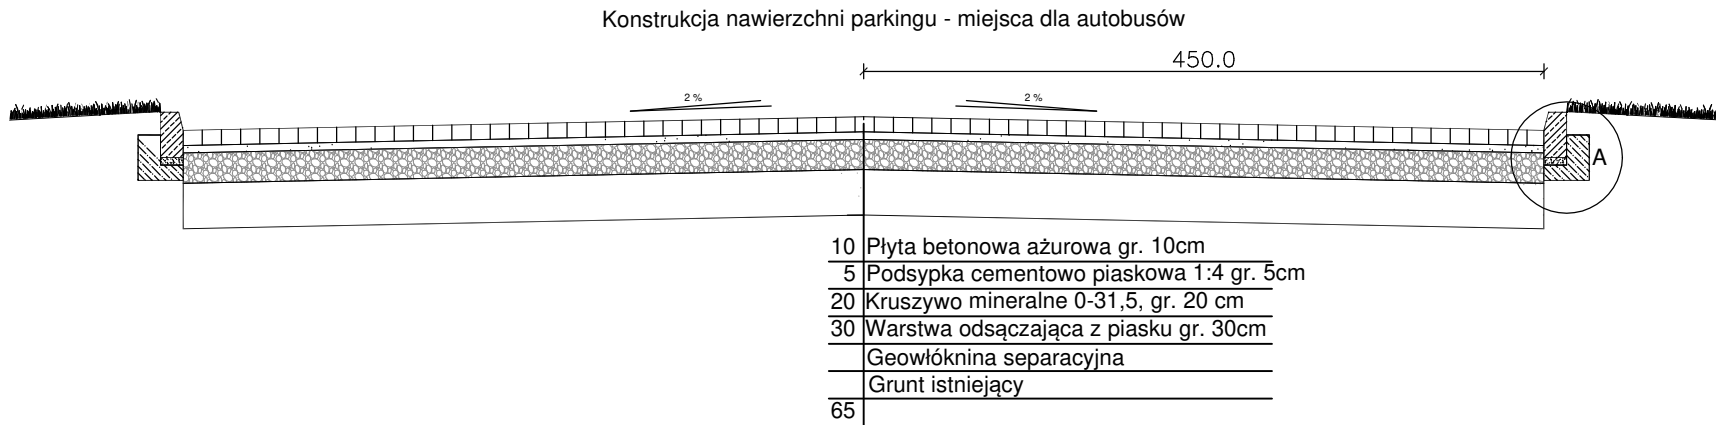 Konstrukcja nawierzchni parkingu - miejsca dla autobusów
450.0
2 %
2 %
A
10 Płyta betonowa ażurowa gr. 10cm
5 Podsypka cementowo piaskowa 1:4 gr. 5cm
20 Kruszywo mineralne 0-31,5, gr. 20 cm
30 Warstwa odsączająca z piasku gr. 30cm
Geowłóknina separacyjna
Grunt istniejący
65